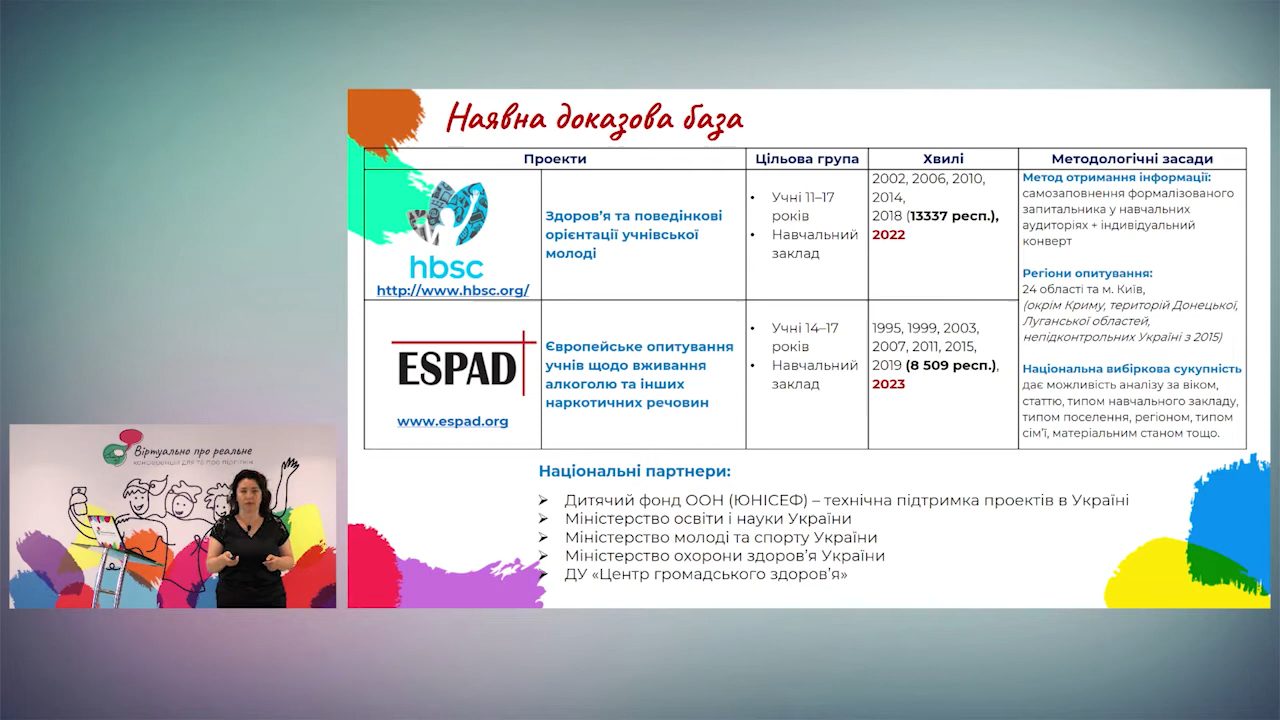 Наявна доказова база
Проекти
Цільова група
Хвилі
Методологічні засади
hbsc
http://www.hbsc.org/
Здоров’я та поведінкові
орієнтації учнівської
молоді
• Учні 11–17
років
• Навчальний
заклад
2002, 2006, 2010,
2014,
2018 (13337 респ.),
2022
Метод отримання інформації:
самозаповнення формалізованого
запитальника у навчальних
аудиторіях + індивідуальний
конверт
Регіони опитування:
24 області та м. Київ,
(окрім Криму, територій Донецької,
Луганської областей,
непідконтрольних Україні з 2015)
Національна вибіркова сукупність
дає можливість аналізу за віком,
статтю, типом навчального закладу,
типом поселення, регіоном, типом
сім’ї, матеріальним станом тощо.
ESPAD
www.espad.org
Європейське опитування
учнів щодо вживання
алкоголю та інших
наркотичних речовин
• Учні 14–17
років
• Навчальний
заклад
1995, 1999, 2003,
2007, 2011, 2015,
2019 (8 509 респ.),
2023
Національні партнери:
➢ Дитячий фонд ООН (ЮНІСЕФ) – технічна підтримка проектів в Україні
➢ Міністерство освіти і науки України
➢ Міністерство молоді та спорту України
➢ Міністерство охорони здоров’я України
➢ ДУ «Центр громадського здоров’я»
Віртуально про реальне
конференція для та про підлітків